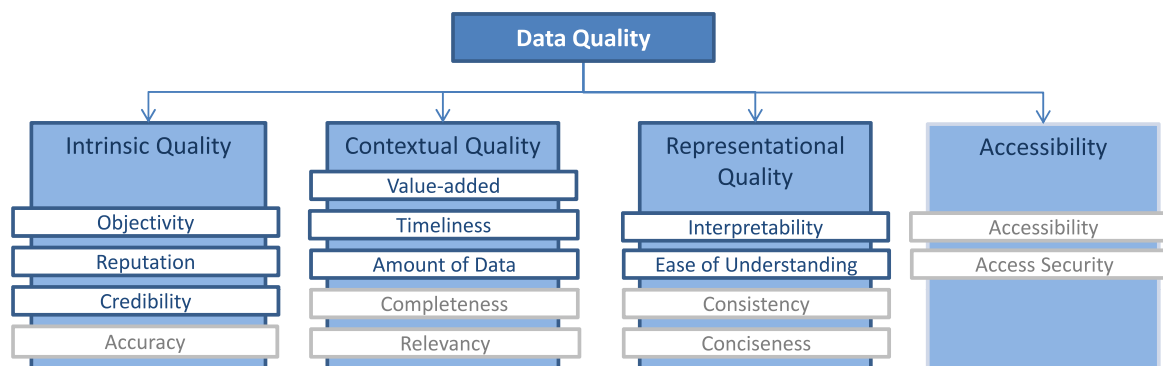 Data Quality
Intrinsic Quality
Objectivity
Reputation
Credibility
Accuracy
Contextual Quality
Value-added
Timeliness
Amount of Data
Completeness
Relevancy
Representational
Quality
Interpretability
Ease of Understanding
Consistency
Conciseness
Accessibility
Accessibility
Access Security